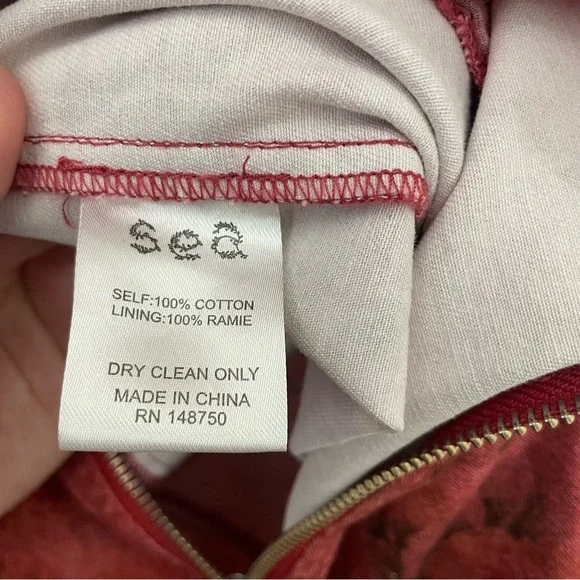 sea
SELF:100% COTTON
LINING:100% RAMIE
DRY CLEAN ONLY
MADE IN CHINA
RN 148750